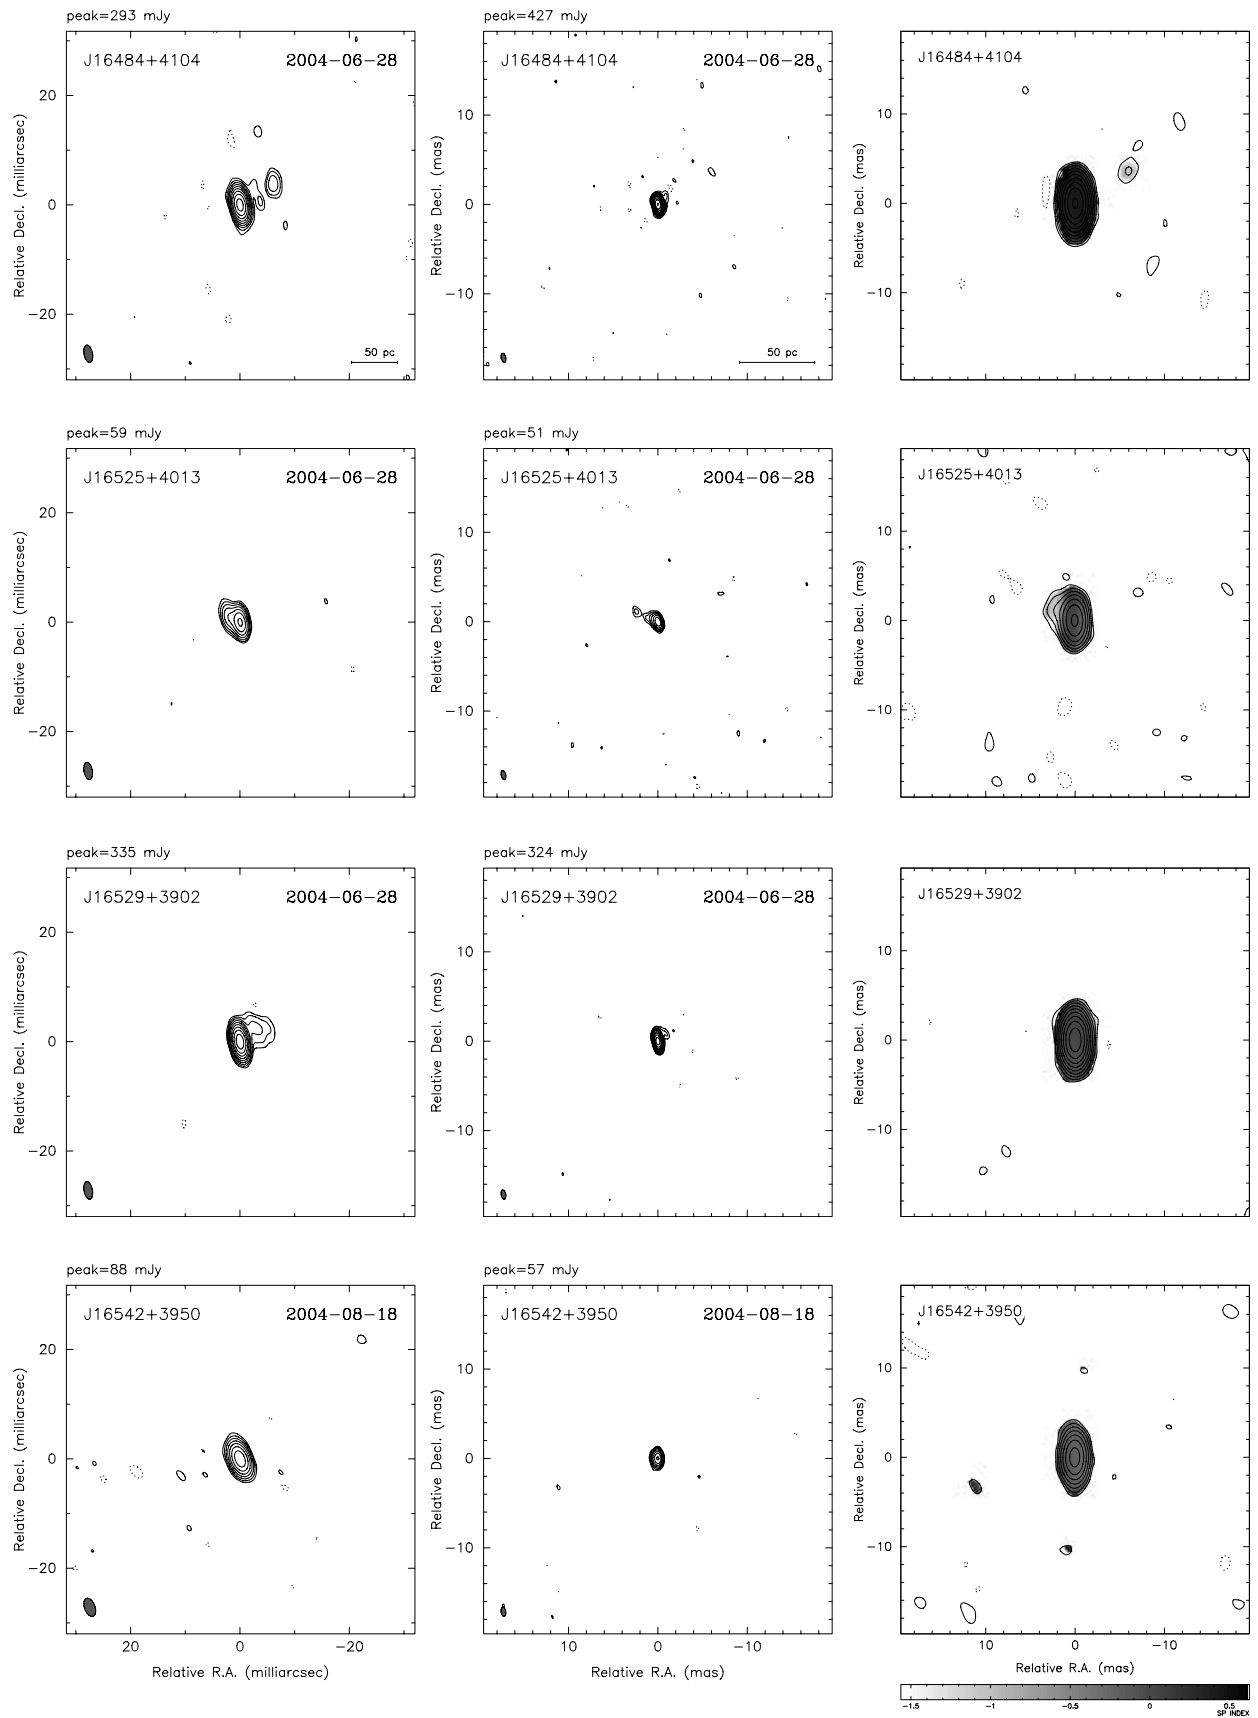 peak=293 mJy
peak=427 mJy
J16484+4104 2004-06-28
J16484+4104 2004-06-28
J16484+4104
20
0
-20
Relative Decl. (milliarcsec)
50 pc
10
0
-10
Relative Decl. (mas)
50 pc
10
0
-10
Relative Decl. (mas)
peak=59 mJy
peak=51 mJy
J16525+4013 2004-06-28
J16525+4013 2004-06-28
J16525+4013
20
0
-20
Relative Decl. (milliarcsec)
10
0
-10
Relative Decl. (mas)
10
0
-10
Relative Decl. (mas)
peak=335 mJy
peak=324 mJy
J16529+3902 2004-06-28
J16529+3902 2004-06-28
J16529+3902
20
0
-20
Relative Decl. (milliarcsec)
10
0
-10
Relative Decl. (mas)
10
0
-10
Relative Decl. (mas)
peak=88 mJy
peak=57 mJy
J16542+3950 2004-08-18
J16542+3950 2004-08-18
J16542+3950
20
0
-20
Relative Decl. (milliarcsec)
10
0
-10
Relative Decl. (mas)
10
0
-10
Relative Decl. (mas)
20 0 -20
Relative R.A. (milliarcsec)
10 0 -10
Relative R.A. (mas)
10 0 -10
Relative R.A. (mas)
-1.5 -1 -0.5 0 0.5
SP INDEX